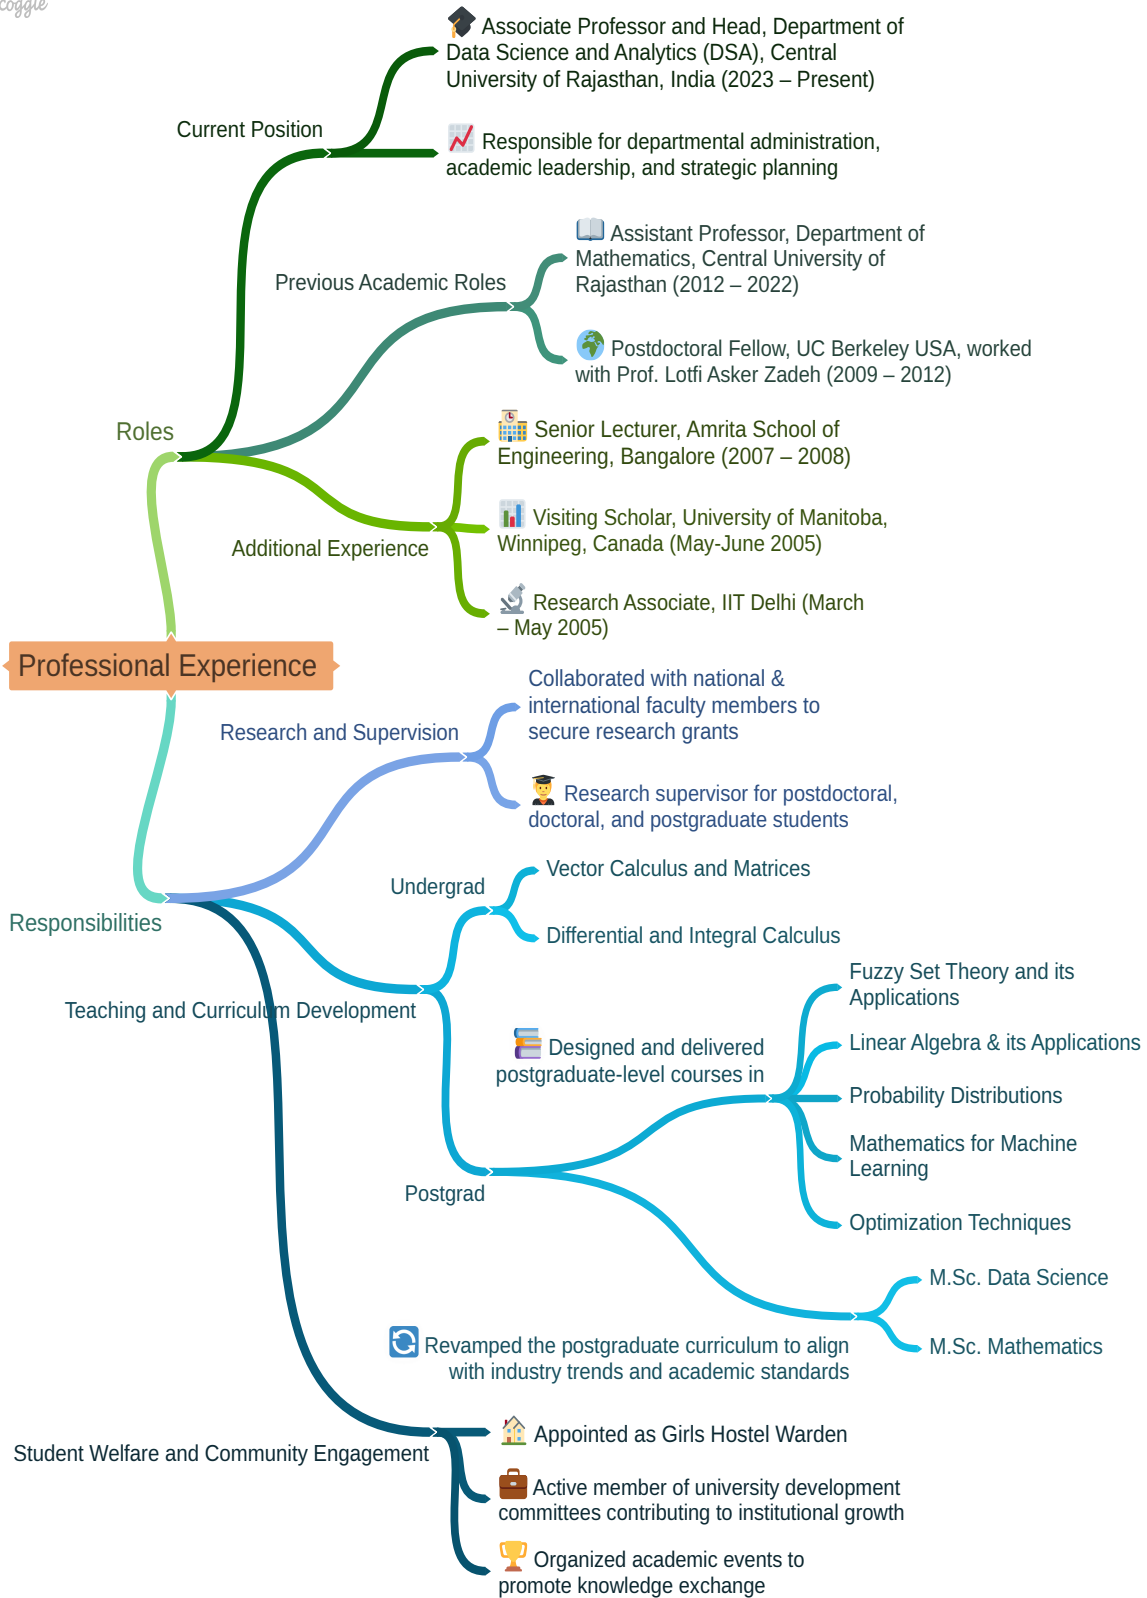 coggle
Associate Professor and Head, Department of
Data Science and Analytics (DSA), Central
University of Rajasthan, India (2023 – Present)
Current Position
Responsible for departmental administration,
academic leadership, and strategic planning
Assistant Professor, Department of
Mathematics, Central University of
Rajasthan (2012 – 2022)
Previous Academic Roles
Postdoctoral Fellow, UC Berkeley USA, worked
with Prof. Lotfi Asker Zadeh (2009 – 2012)
Roles
Senior Lecturer, Amrita School of
Engineering, Bangalore (2007 – 2008)
Visiting Scholar, University of Manitoba,
Winnipeg, Canada (May-June 2005)
Additional Experience
Research Associate, IIT Delhi (March
– May 2005)
Professional Experience
Collaborated with national &
international faculty members to
secure research grants
Research and Supervision
Research supervisor for postdoctoral,
doctoral, and postgraduate students
Vector Calculus and Matrices
Undergrad
Differential and Integral Calculus
Responsibilities
Teaching and Curriculum Development
Fuzzy Set Theory and its
Applications
Linear Algebra & its Applications
Designed and delivered
postgraduate-level courses in
Probability Distributions
Mathematics for Machine
Learning
Optimization Techniques
Postgrad
M.Sc. Data Science
Revamped the postgraduate curriculum to align
with industry trends and academic standards
M.Sc. Mathematics
Appointed as Girls Hostel Warden
Student Welfare and Community Engagement
Active member of university development
committees contributing to institutional growth
Organized academic events to
promote knowledge exchange